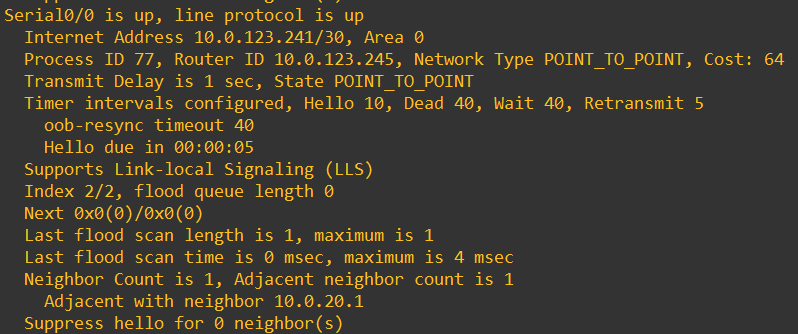 Serial0/0 is up, line protocol is up
Internet Address 10.0.123.241/30, Area 0
Process ID 77, Router ID 10.0.123.245, Network Type POINT_TO_POINT, Cost: 64
Transmit Delay is 1 sec, State POINT_TO_POINT
Timer intervals configured, Hello 10, Dead 40, Wait 40, Retransmit 5
oob-resync timeout 40
Hello due in 00:00:05
Supports Link-local Signaling (LLS)
Index 2/2, flood queue length 0
Next 0x0(0)/0x0(0)
Last flood scan length is 1, maximum is 1
Last flood scan time is 0 msec, maximum is 4 msec
Neighbor Count is 1, Adjacent neighbor count is 1
Adjacent with neighbor 10.0.20.1
Suppress hello for 0 neighbor(s)